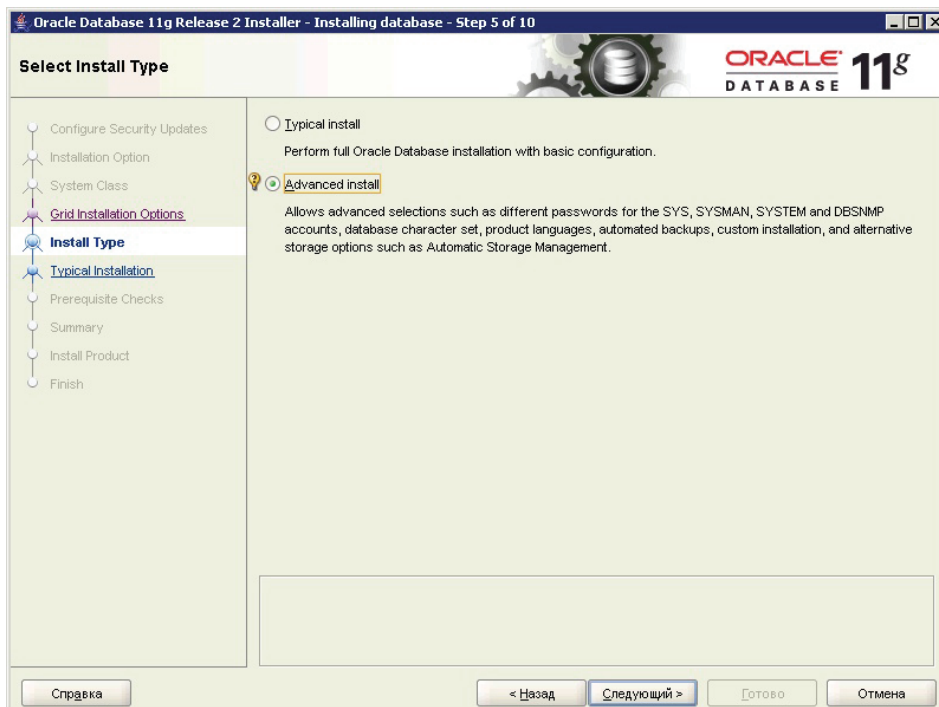 Oracle Database 11g Release 2 Installer - Installing database - Step 5 of 10
Select Install Type
ORACLE
DATABASE
11g
Configure Security Updates
Installation Option
System Class
Grid Installation Options
Install Type
Typical Installation
Prerequisite Checks
Summary
Install Product
Finish
Typical install
Perform full Oracle Database installation with basic configuration.
Advanced install
Allows advanced selections such as different passwords for the SYS, SYSMAN, SYSTEM and DBSNMP
accounts, database character set, product languages, automated backups, custom installation, and alternative
storage options such as Automatic Storage Management.
Справка
< Назад
Следующий >
Готово
Отмена